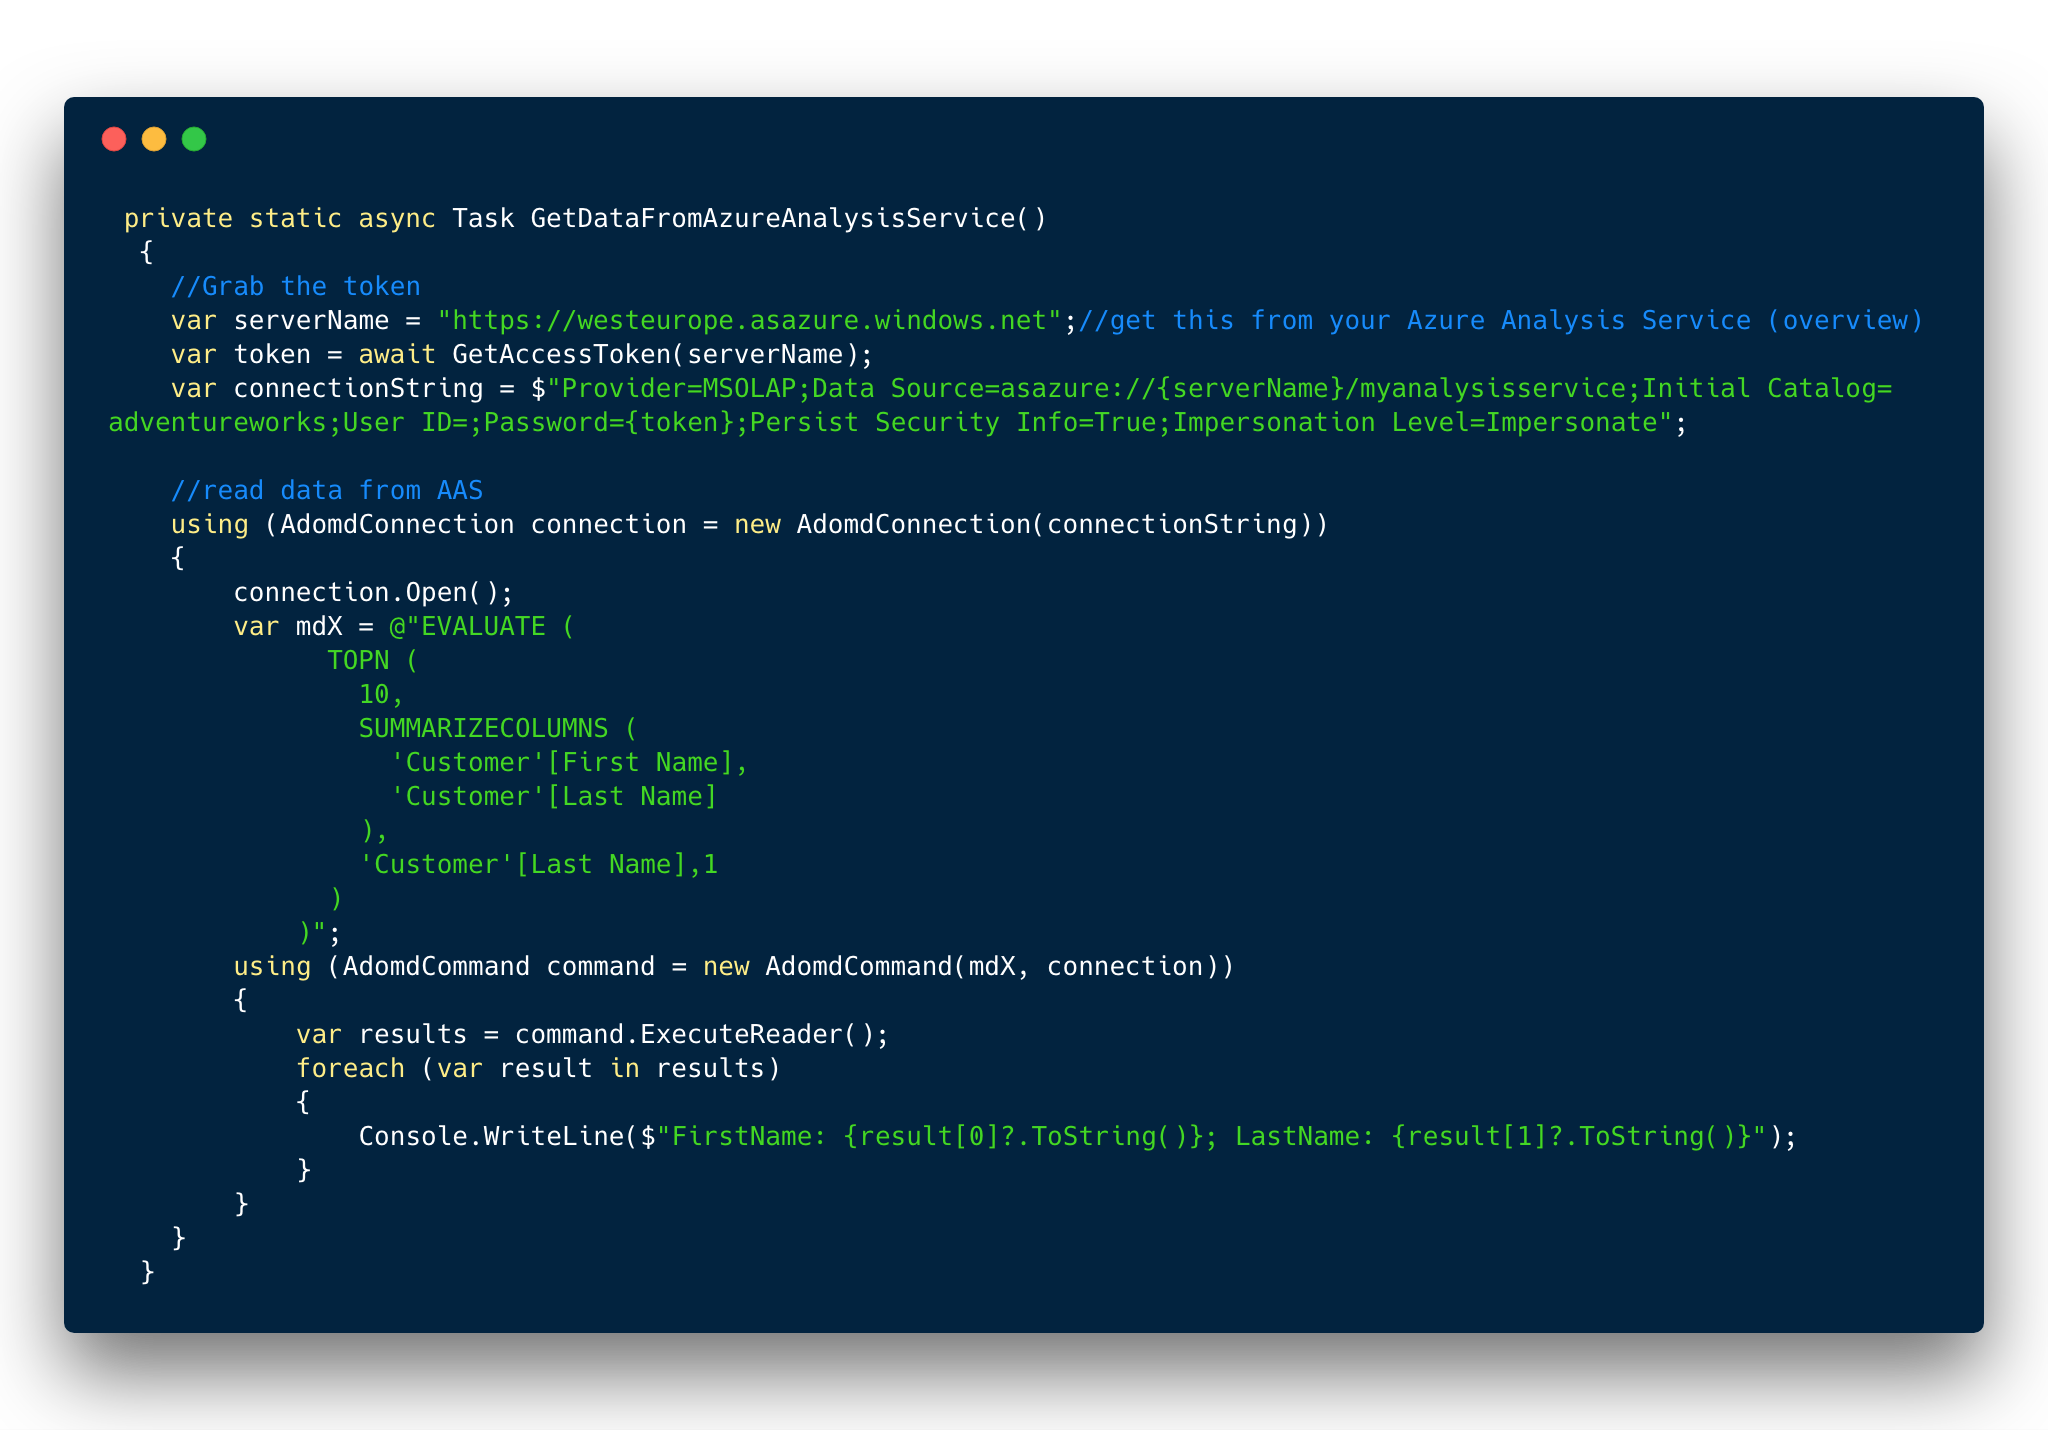 private static async Task GetDataFromAzureAnalysisService()
{
//Grab the token
var serverName = "https://westeurope.asazure.windows.net";//get this from your Azure Analysis Service (overview)
var token = await GetAccessToken(serverName);
var connectionString = $"Provider=MSOLAP;Data Source=asazure://{serverName}/myanalysisservice;Initial Catalog=
adventureworks;User ID=;Password={token};Persist Security Info=True;Impersonation Level=Impersonate";
//read data from AAS
using (AdomdConnection connection = new AdomdConnection(connectionString))
{
connection.Open();
var mdX = @"EVALUATE (
TOPN (
10,
SUMMARIZECOLUMNS (
'Customer'[First Name],
'Customer'[Last Name]
),
'Customer'[Last Name],1
)
)";
using (AdomdCommand command = new AdomdCommand(mdX, connection))
{
var results = command.ExecuteReader();
foreach (var result in results)
{
Console.WriteLine($"FirstName: {result[0]?.ToString()}; LastName: {result[1]?.ToString()}");
}
}
}
}